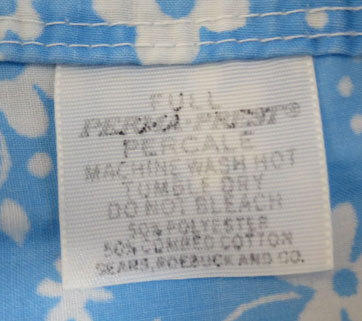 FULL
PERMA-PREST®
PERCALE
MACHINE WASH HOT
TUMBLE DRY
DO NOT BLEACH
50% POLYESTER
50% COMBED COTTON
SEARS, ROEBUCK AND CO.